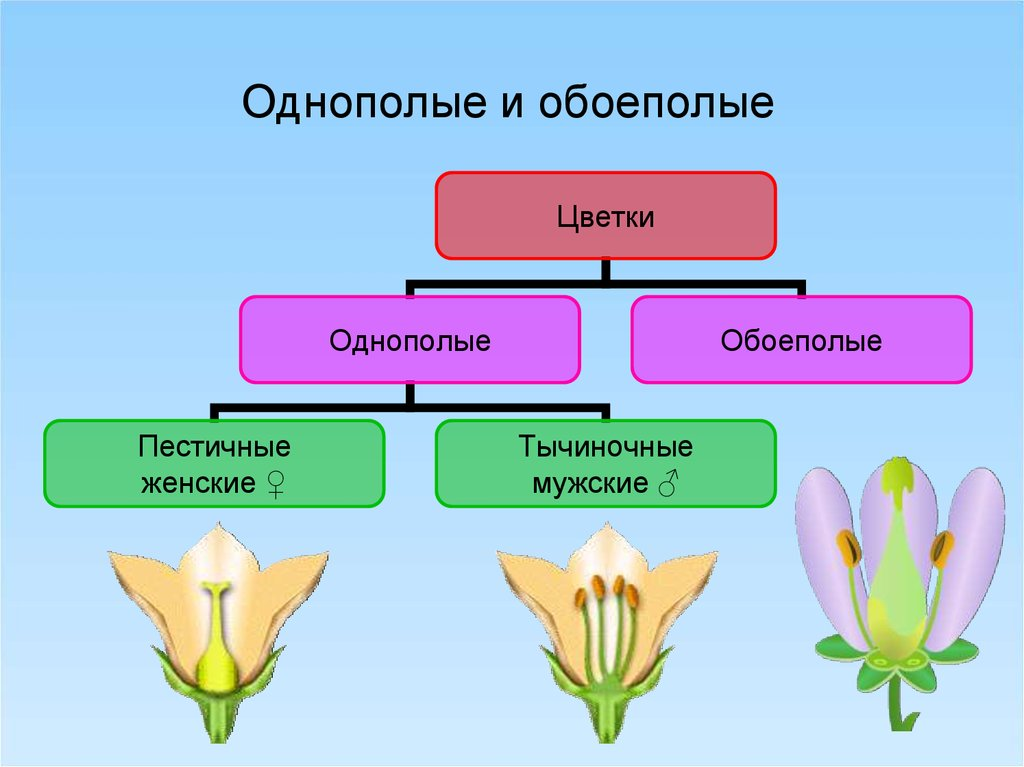 Однополые и обоеполые
Цветки
Однополые
Обоеполые
Пестичные
женские ♀
Тычиночные
мужские ♂